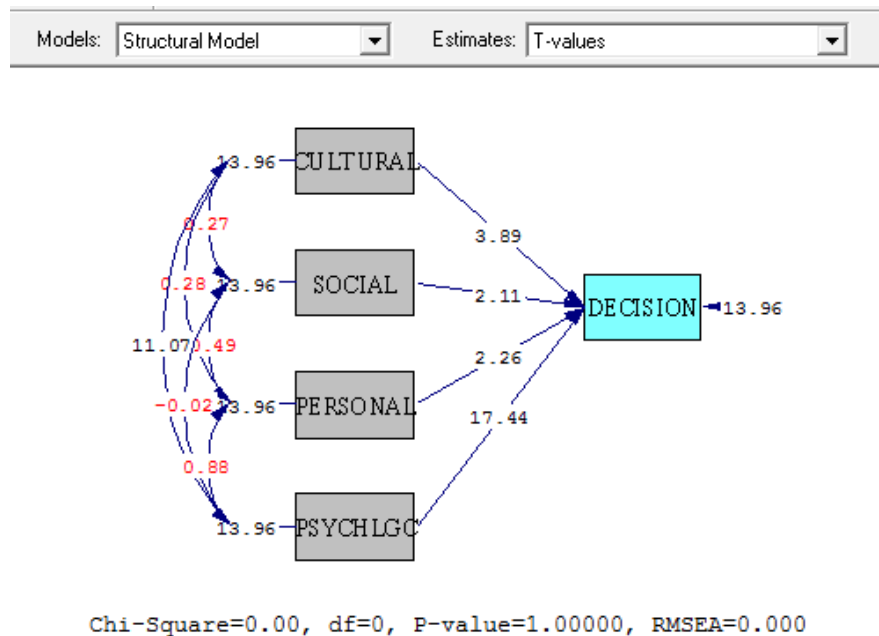 Models: Structural Model Estimates: T-values
13.96 CULTURAL
0.27
3.89
0.28
13.96 SOCIAL
2.11
DECISION 13.96
11.07 0.49
2.26
-0.02 13.96 PERSONAL
17.44
0.88
13.96 PSYCHLGC
Chi-Square=0.00, df=0, P-value=1.00000, RMSEA=0.000